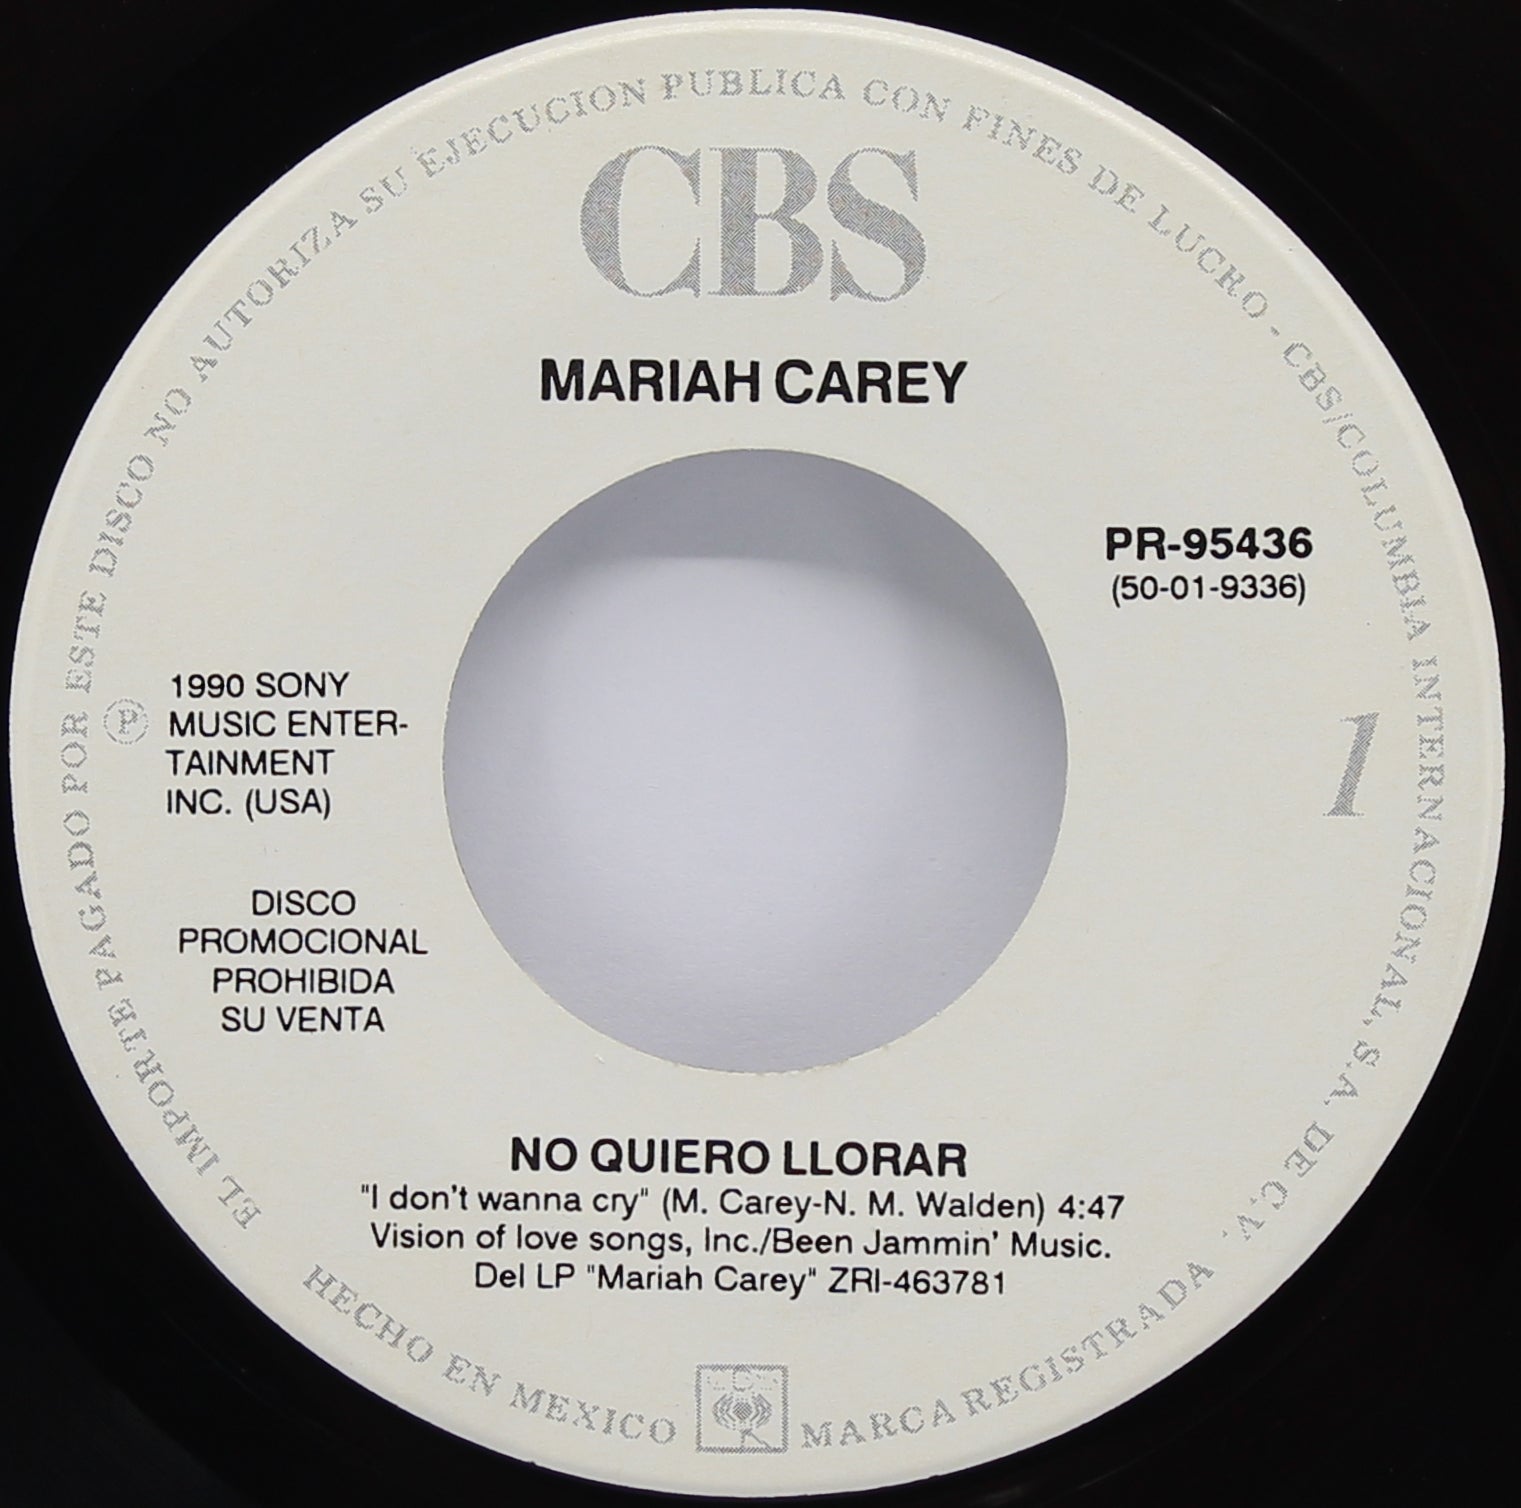 EL IMPORTE PAGADO POR ESTE DISCO NO AUTORIZA SU EJECUCION PUBLICA CON FINES DE LUCRO - CBS/COLUMBIA INTERNACIONAL, S.A. DE C.V.
CBS
MARIAH CAREY
PR-95436
(50-01-9336)
1990 SONY
Ⓟ MUSIC ENTER-
TAINMENT
INC. (USA)
1
DISCO
PROMOCIONAL
PROHIBIDA
SU VENTA
NO QUIERO LLORAR
"I don't wanna cry" (M. Carey-N. M. Walden) 4:47
Vision of love songs, Inc./Been Jammin' Music.
Del LP "Mariah Carey" ZRI-463781
HECHO EN MEXICO
MARCA REGISTRADA